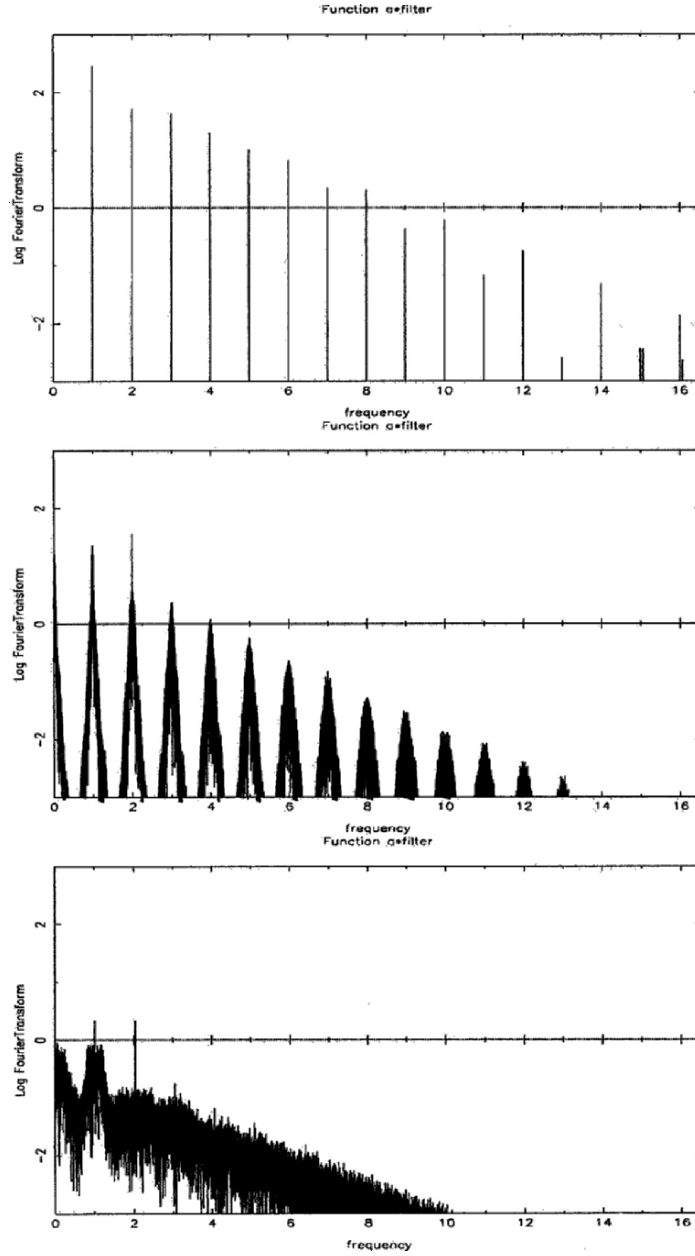 Function a*filter
2
0
-2
Log FourierTransform
0 2 4 6 8 10 12 14 16
frequency
Function a*filter
2
0
-2
Log FourierTransform
0 2 4 6 8 10 12 14 16
frequency
Function a*filter
2
0
-2
Log FourierTransform
0 2 4 6 8 10 12 14 16
frequency